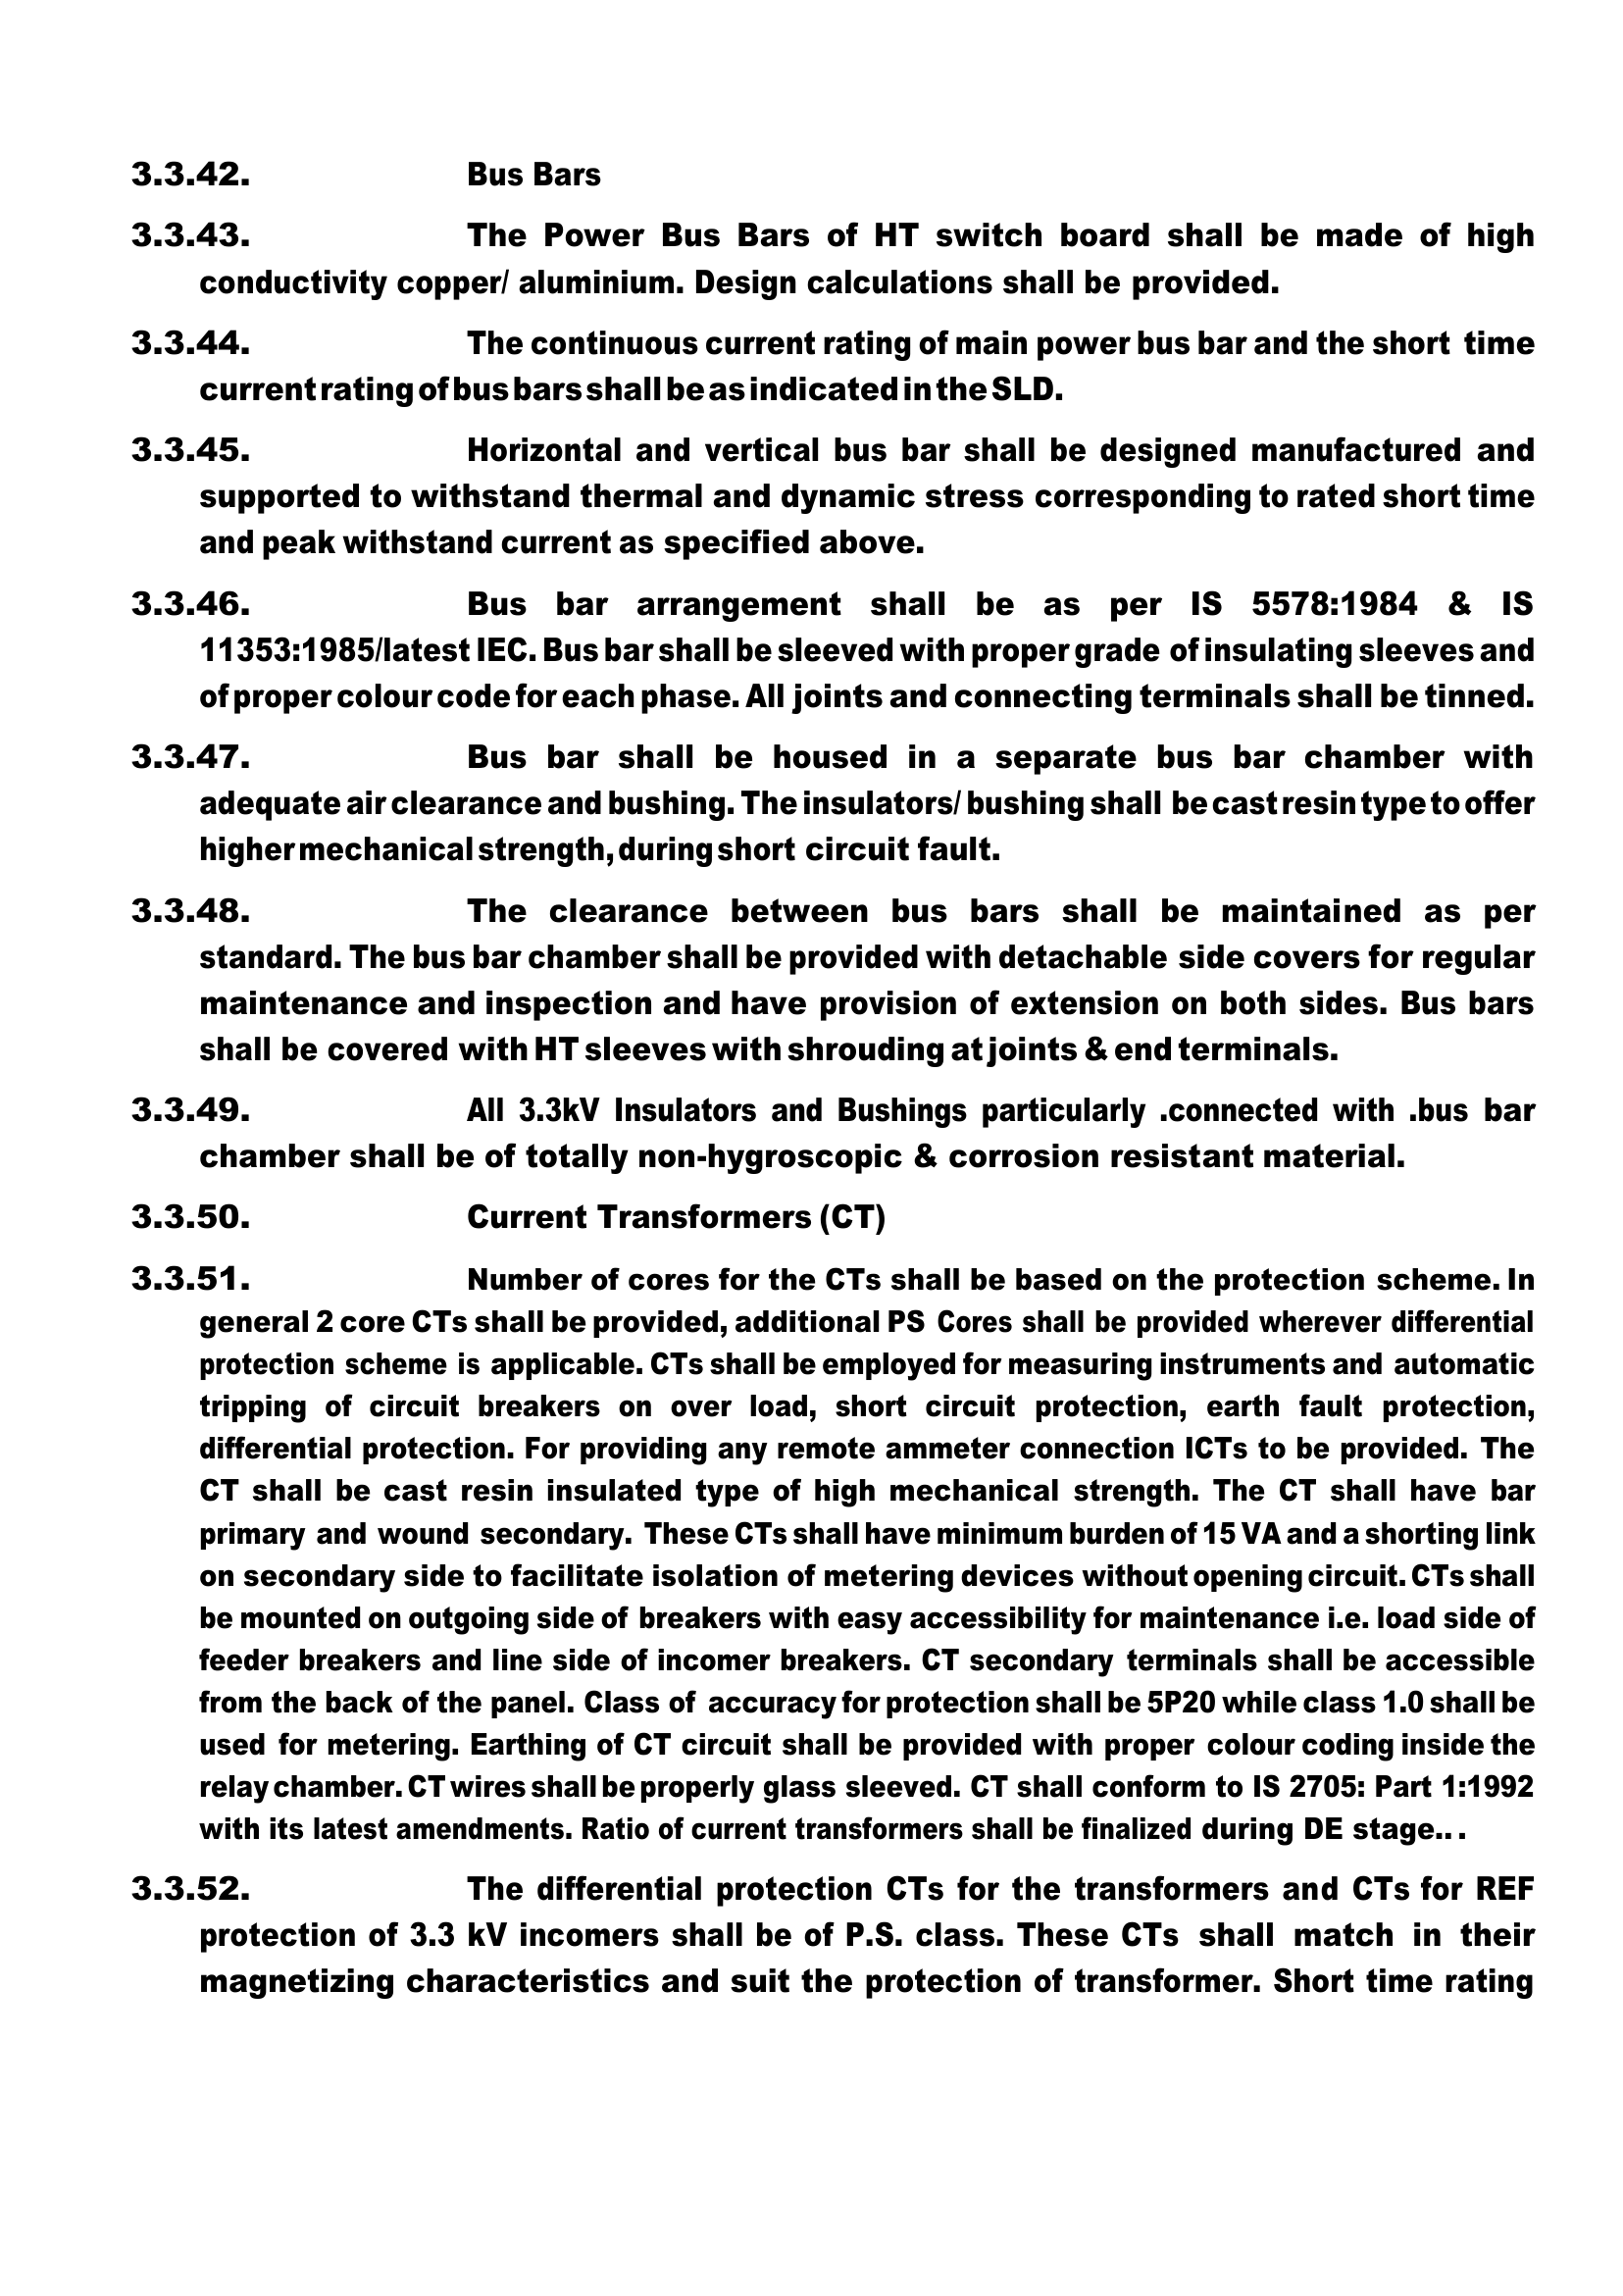 3.3.42. Bus Bars
3.3.43. The Power Bus Bars of HT switch board shall be made of high
conductivity copper/ aluminium. Design calculations shall be provided.
3.3.44. The continuous current rating of main power bus bar and the short time
current rating of bus bars shall be as indicated in the SLD.
3.3.45. Horizontal and vertical bus bar shall be designed manufactured and
supported to withstand thermal and dynamic stress corresponding to rated short time
and peak withstand current as specified above.
3.3.46. Bus bar arrangement shall be as per IS 5578:1984 & IS
11353:1985/latest IEC. Bus bar shall be sleeved with proper grade of insulating sleeves and
of proper colour code for each phase. All joints and connecting terminals shall be tinned.
3.3.47. Bus bar shall be housed in a separate bus bar chamber with
adequate air clearance and bushing. The insulators/ bushing shall be cast resin type to offer
higher mechanical strength, during short circuit fault.
3.3.48. The clearance between bus bars shall be maintained as per
standard. The bus bar chamber shall be provided with detachable side covers for regular
maintenance and inspection and have provision of extension on both sides. Bus bars
shall be covered with HT sleeves with shrouding at joints & end terminals.
3.3.49. All 3.3kV Insulators and Bushings particularly .connected with .bus bar
chamber shall be of totally non-hygroscopic & corrosion resistant material.
3.3.50. Current Transformers (CT)
3.3.51. Number of cores for the CTs shall be based on the protection scheme. In
general 2 core CTs shall be provided, additional PS Cores shall be provided wherever differential
protection scheme is applicable. CTs shall be employed for measuring instruments and automatic
tripping of circuit breakers on over load, short circuit protection, earth fault protection,
differential protection. For providing any remote ammeter connection ICTs to be provided. The
CT shall be cast resin insulated type of high mechanical strength. The CT shall have bar
primary and wound secondary. These CTs shall have minimum burden of 15 VA and a shorting link
on secondary side to facilitate isolation of metering devices without opening circuit. CTs shall
be mounted on outgoing side of breakers with easy accessibility for maintenance i.e. load side of
feeder breakers and line side of incomer breakers. CT secondary terminals shall be accessible
from the back of the panel. Class of accuracy for protection shall be 5P20 while class 1.0 shall be
used for metering. Earthing of CT circuit shall be provided with proper colour coding inside the
relay chamber. CT wires shall be properly glass sleeved. CT shall conform to IS 2705: Part 1:1992
with its latest amendments. Ratio of current transformers shall be finalized during DE stage.. .
3.3.52. The differential protection CTs for the transformers and CTs for REF
protection of 3.3 kV incomers shall be of P.S. class. These CTs shall match in their
magnetizing characteristics and suit the protection of transformer. Short time rating